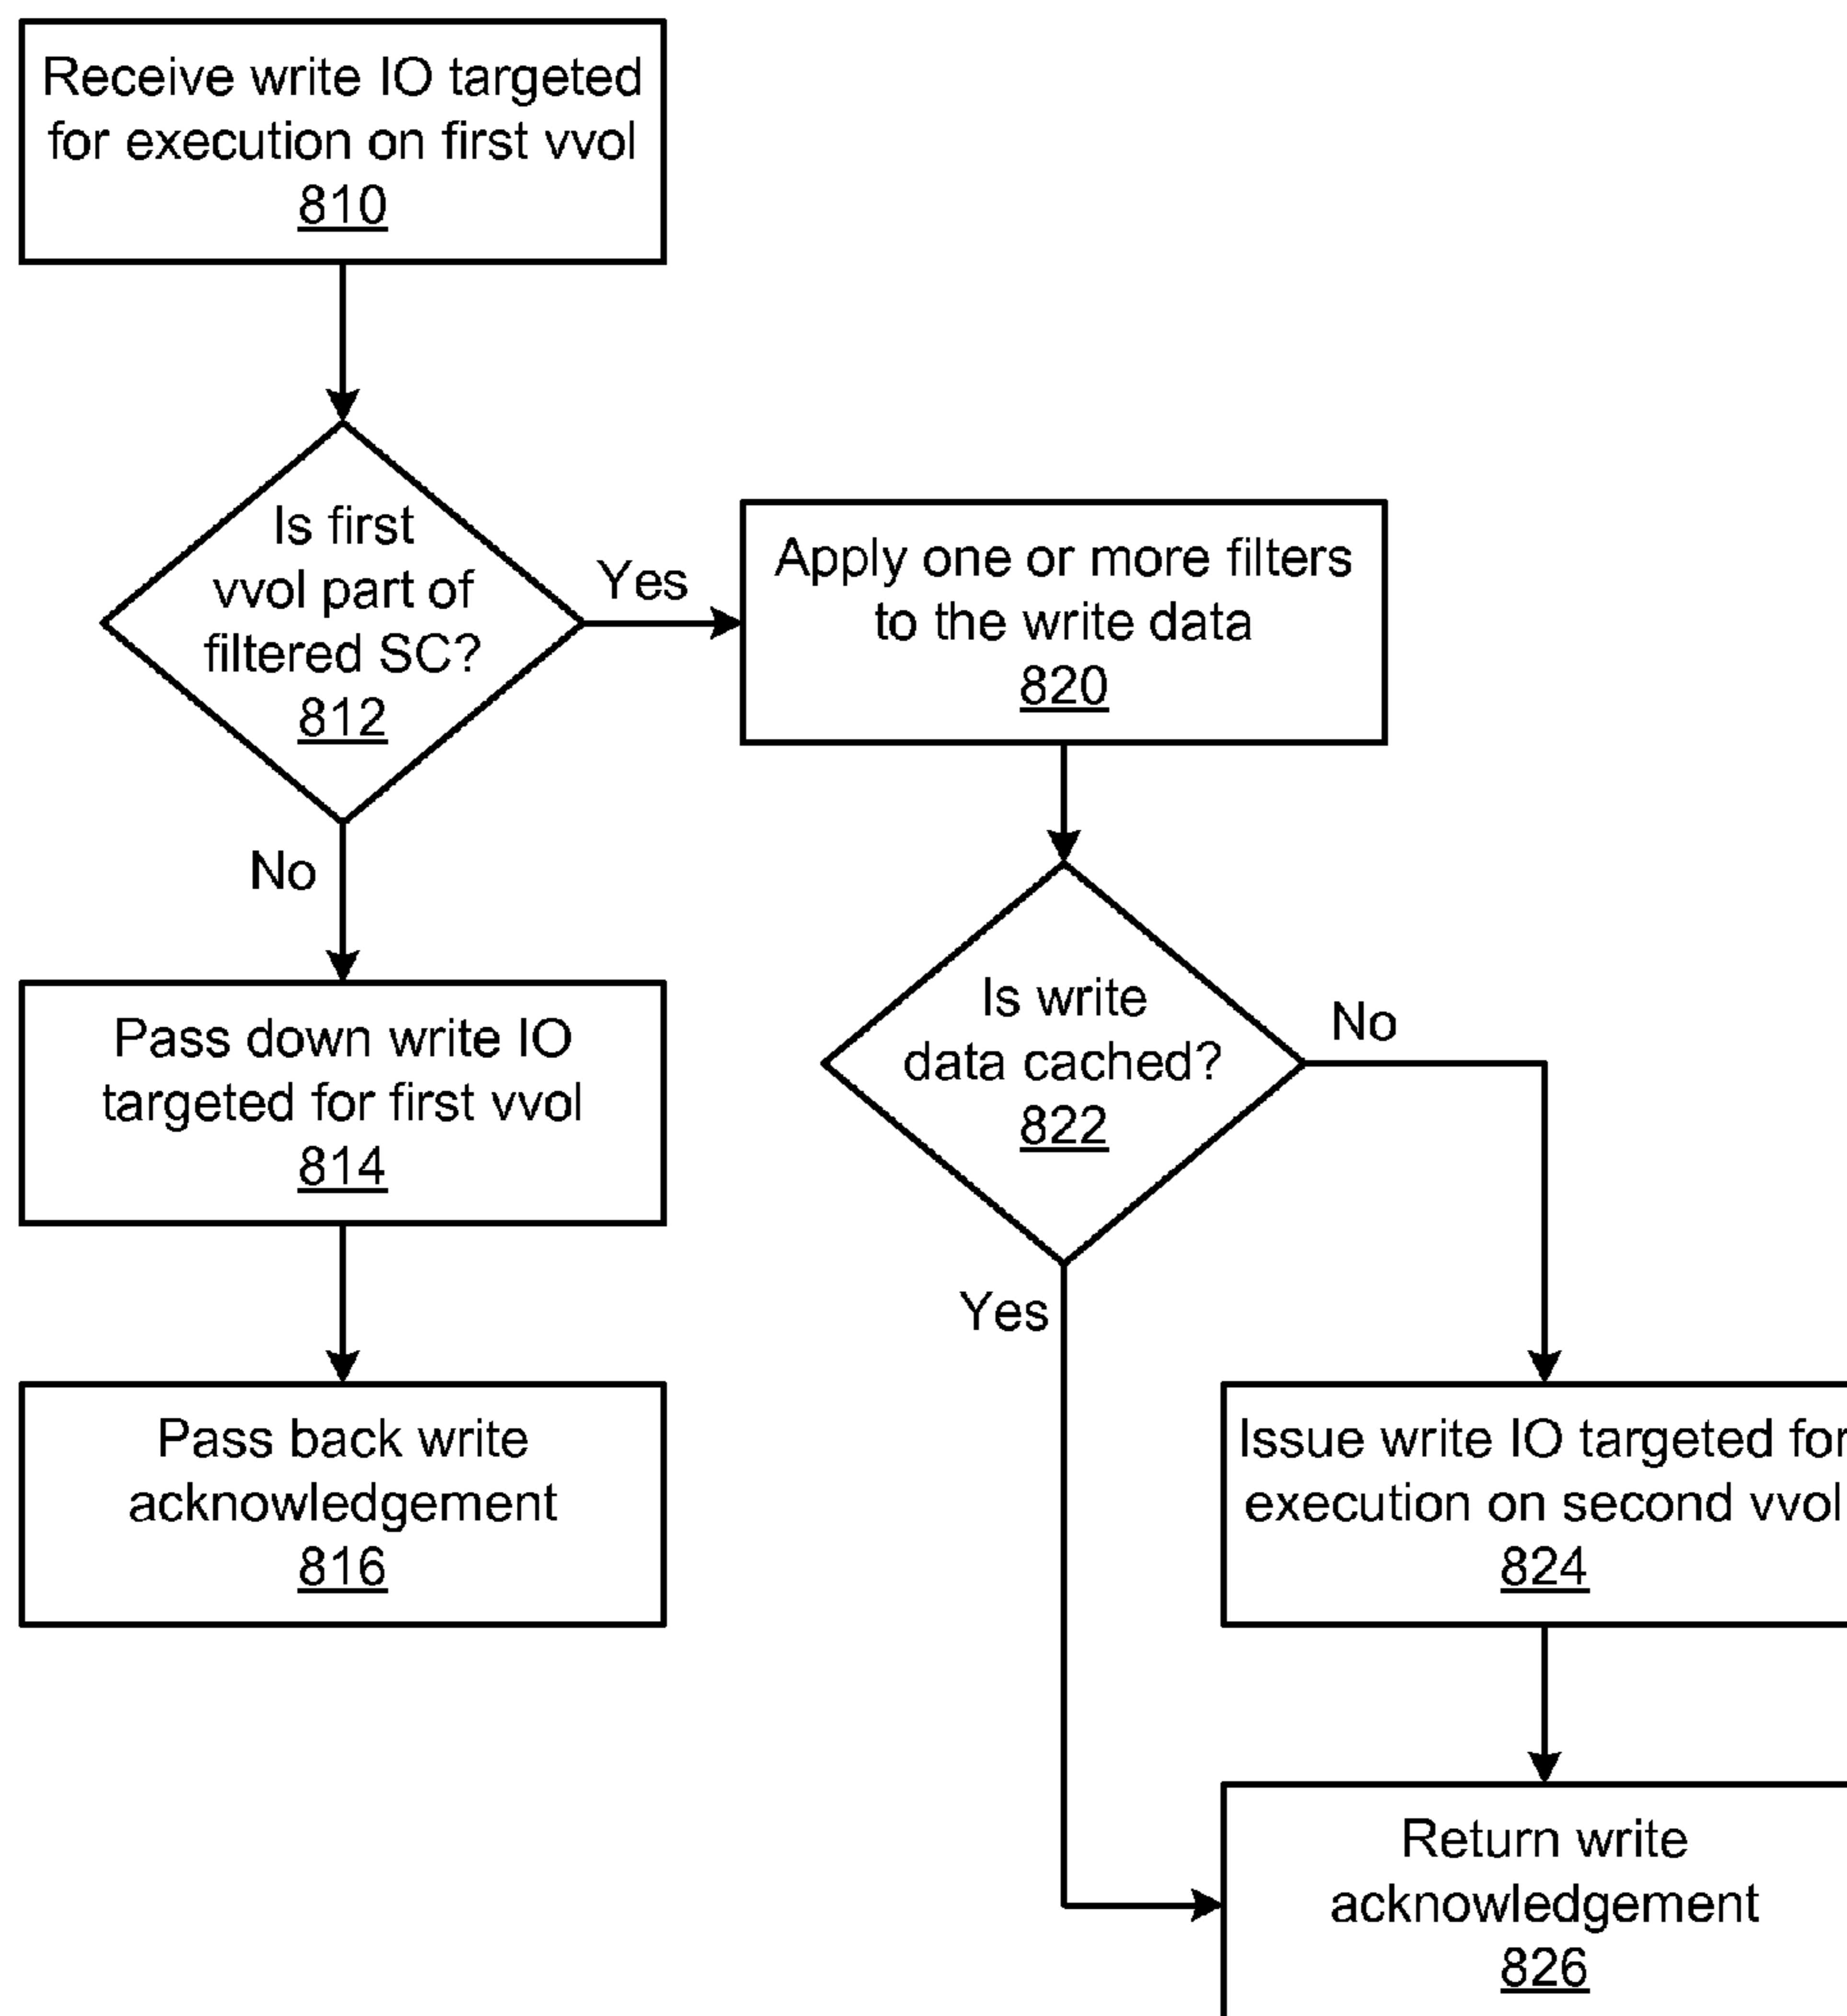 Receive write IO targeted
for execution on first vvol
810
Is first
vvol part of
filtered SC?
812
Yes
Apply one or more filters
to the write data
820
No
Pass down write IO
targeted for first vvol
814
Is write
data cached?
822
No
Yes
Pass back write
acknowledgement
816
Issue write IO targeted for
execution on second vvol
824
Return write
acknowledgement
826